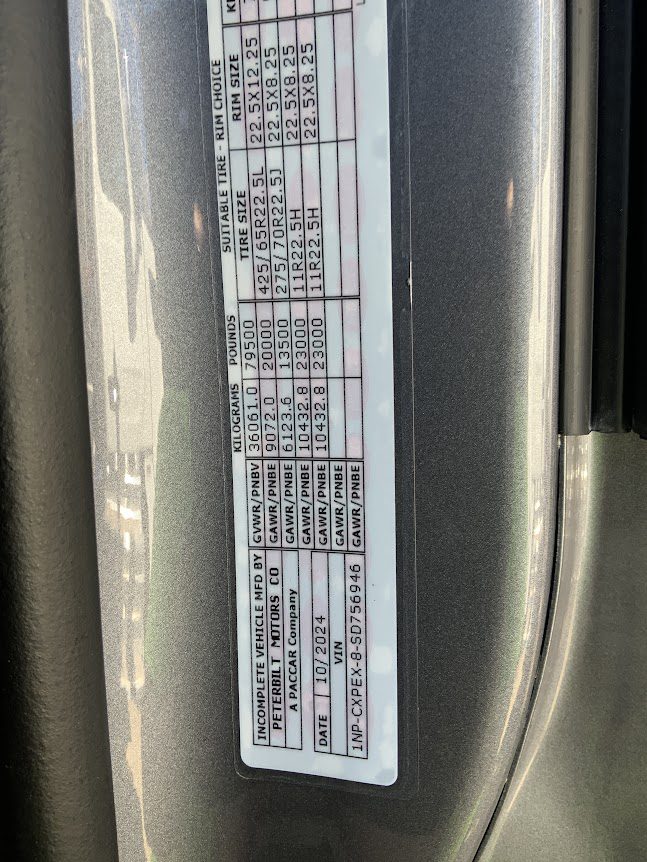 KILOGRAMS POUNDS SUITABLE TIRE - RIM CHOICE
TIRE SIZE RIM SIZE
INCOMPLETE VEHICLE MFD BY GVWR/PNBV 36061.0 79500
PETERBILT MOTORS CO GAWR/PNBE 9072.0 20000 425/65R22.5L 22.5X12.25
A PACCAR Company GAWR/PNBE 6123.6 13500 275/70R22.5J 22.5X8.25
GAWR/PNBE 10432.8 23000 11R22.5H 22.5X8.25
DATE 10/2024 GAWR/PNBE 10432.8 23000 11R22.5H 22.5X8.25
VIN GAWR/PNBE
1NP-CXPEX-8-SD756946 GAWR/PNBE